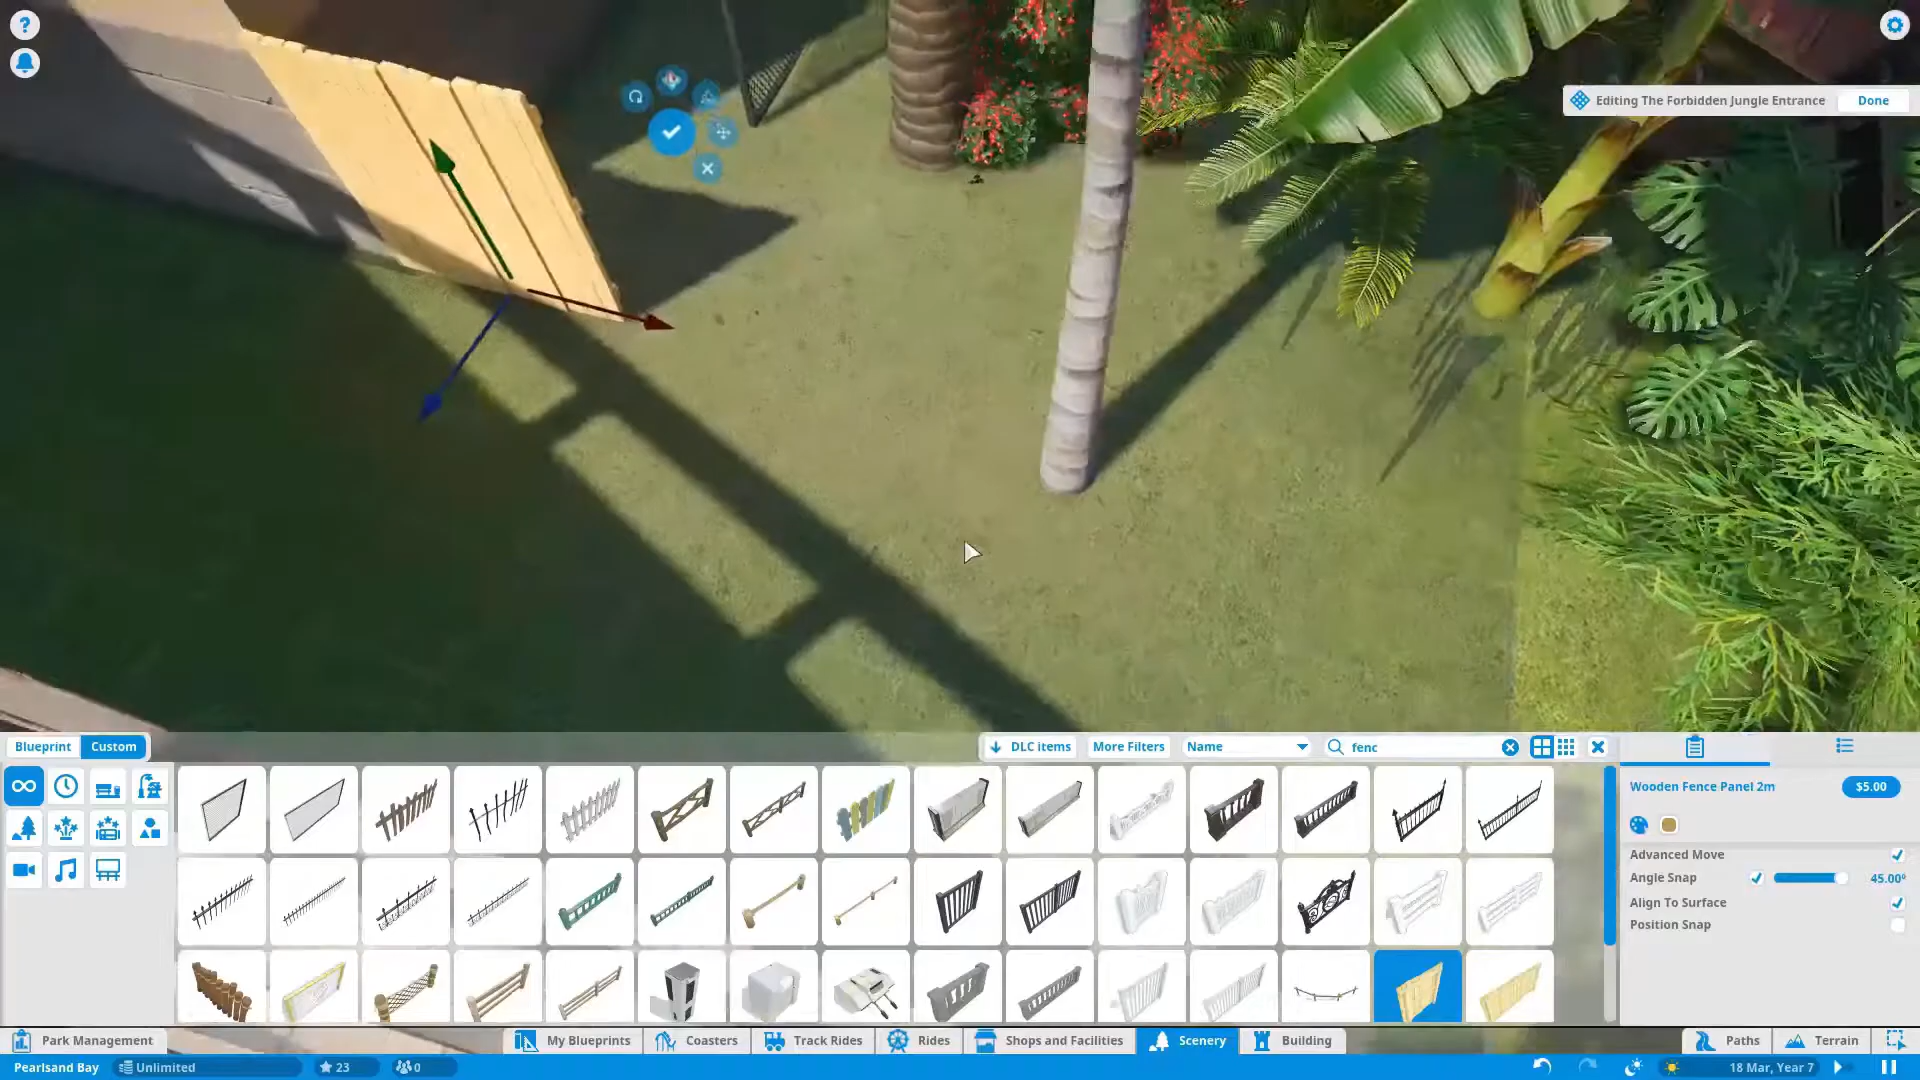 ?
Editing The Forbidden Jungle Entrance Done
Blueprint Custom
DLC items More Filters Name fenc
Wooden Fence Panel 2m $5.00
Advanced Move
Angle Snap 45.00°
Align To Surface
Position Snap
Park Management My Blueprints Coasters Track Rides Rides Shops and Facilities Scenery Building Paths Terrain
Pearlsand Bay Unlimited 23 0 18 Mar, Year 7